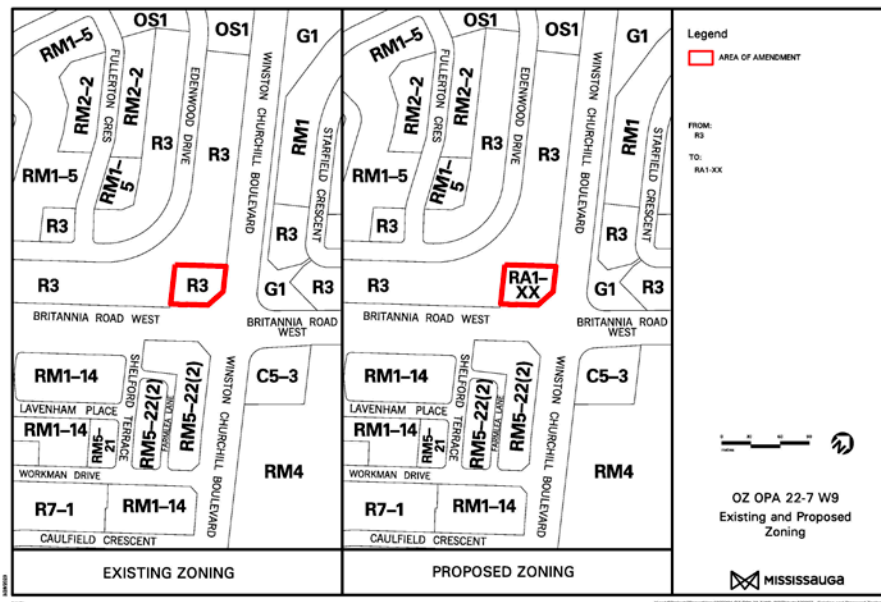 OS1
OS1
G1
RM1–5
FULLERTON CRES
RM2–2
RM2–2
EDENWOOD DRIVE
WINSTON CHURCHILL BOULEVARD
R3
R3
RM1
STARFIELD CRESCENT
RM1–5
RM1–5
R3
R3
R3
R3
G1
R3
BRITANNIA ROAD WEST
BRITANNIA ROAD
WEST
RM1–14
SHELFORD TERRACE
RM5–22(2)
FARMLEA LANE
RM5–22(2)
WINSTON CHURCHILL BOULEVARD
C5–3
LAVENHAM PLACE
RM1–14
RM5–21
RM4
WORKMAN DRIVE
R7–1
RM1–14
CAULFIELD CRESCENT
EXISTING ZONING
OS1
OS1
G1
RM1–5
FULLERTON CRES
RM2–2
RM2–2
EDENWOOD DRIVE
WINSTON CHURCHILL BOULEVARD
R3
R3
RM1
STARFIELD CRESCENT
RM1–5
RM1–5
R3
R3
R3
RA1–
XX
G1
R3
BRITANNIA ROAD WEST
BRITANNIA ROAD
WEST
RM1–14
SHELFORD TERRACE
RM5–22(2)
FARMLEA LANE
RM5–22(2)
WINSTON CHURCHILL BOULEVARD
C5–3
LAVENHAM PLACE
RM1–14
RM5–21
RM4
WORKMAN DRIVE
R7–1
RM1–14
CAULFIELD CRESCENT
PROPOSED ZONING
Legend
AREA OF AMENDMENT
FROM:
R3
TO:
RA1-XX
OZ OPA 22-7 W9
Existing and Proposed
Zoning
MISSISSAUGA